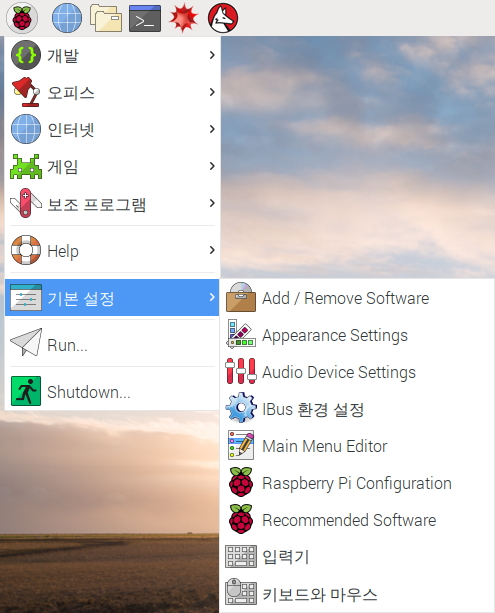 개발
오피스
인터넷
게임
보조 프로그램
Help
기본 설정
Run...
Shutdown...
Add / Remove Software
Appearance Settings
Audio Device Settings
IBus 환경 설정
Main Menu Editor
Raspberry Pi Configuration
Recommended Software
입력기
키보드와 마우스